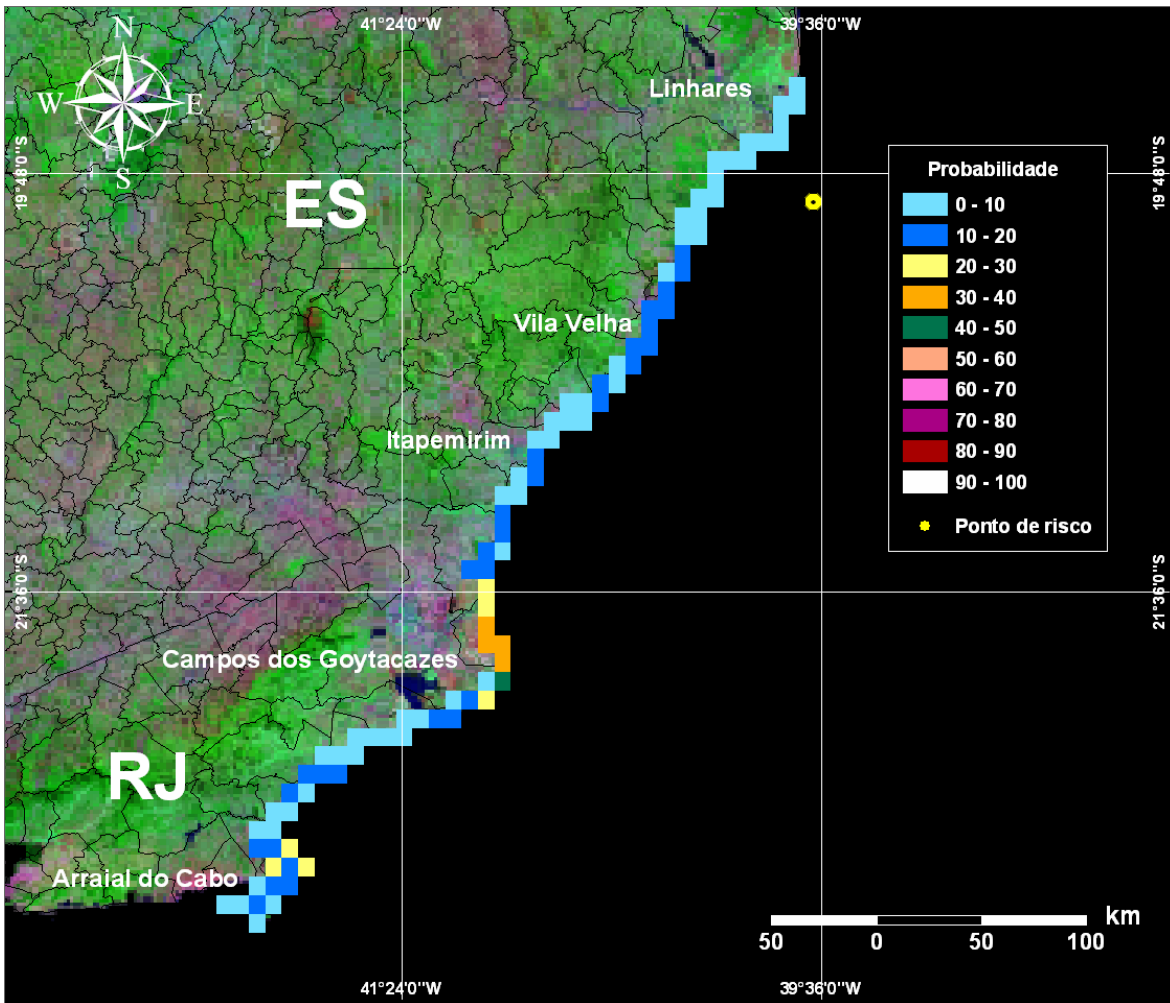 41°24'0"W
39°36'0"W
N
W
E
S
Linhares
19°48'0"S
19°48'0"S
ES
Probabilidade
0 - 10
10 - 20
20 - 30
30 - 40
40 - 50
50 - 60
60 - 70
70 - 80
80 - 90
90 - 100
Ponto de risco
Vila Velha
Itapemirim
21°36'0"S
21°36'0"S
Campos dos Goytacazes
RJ
Arraial do Cabo
km
50 0 50 100
41°24'0"W
39°36'0"W